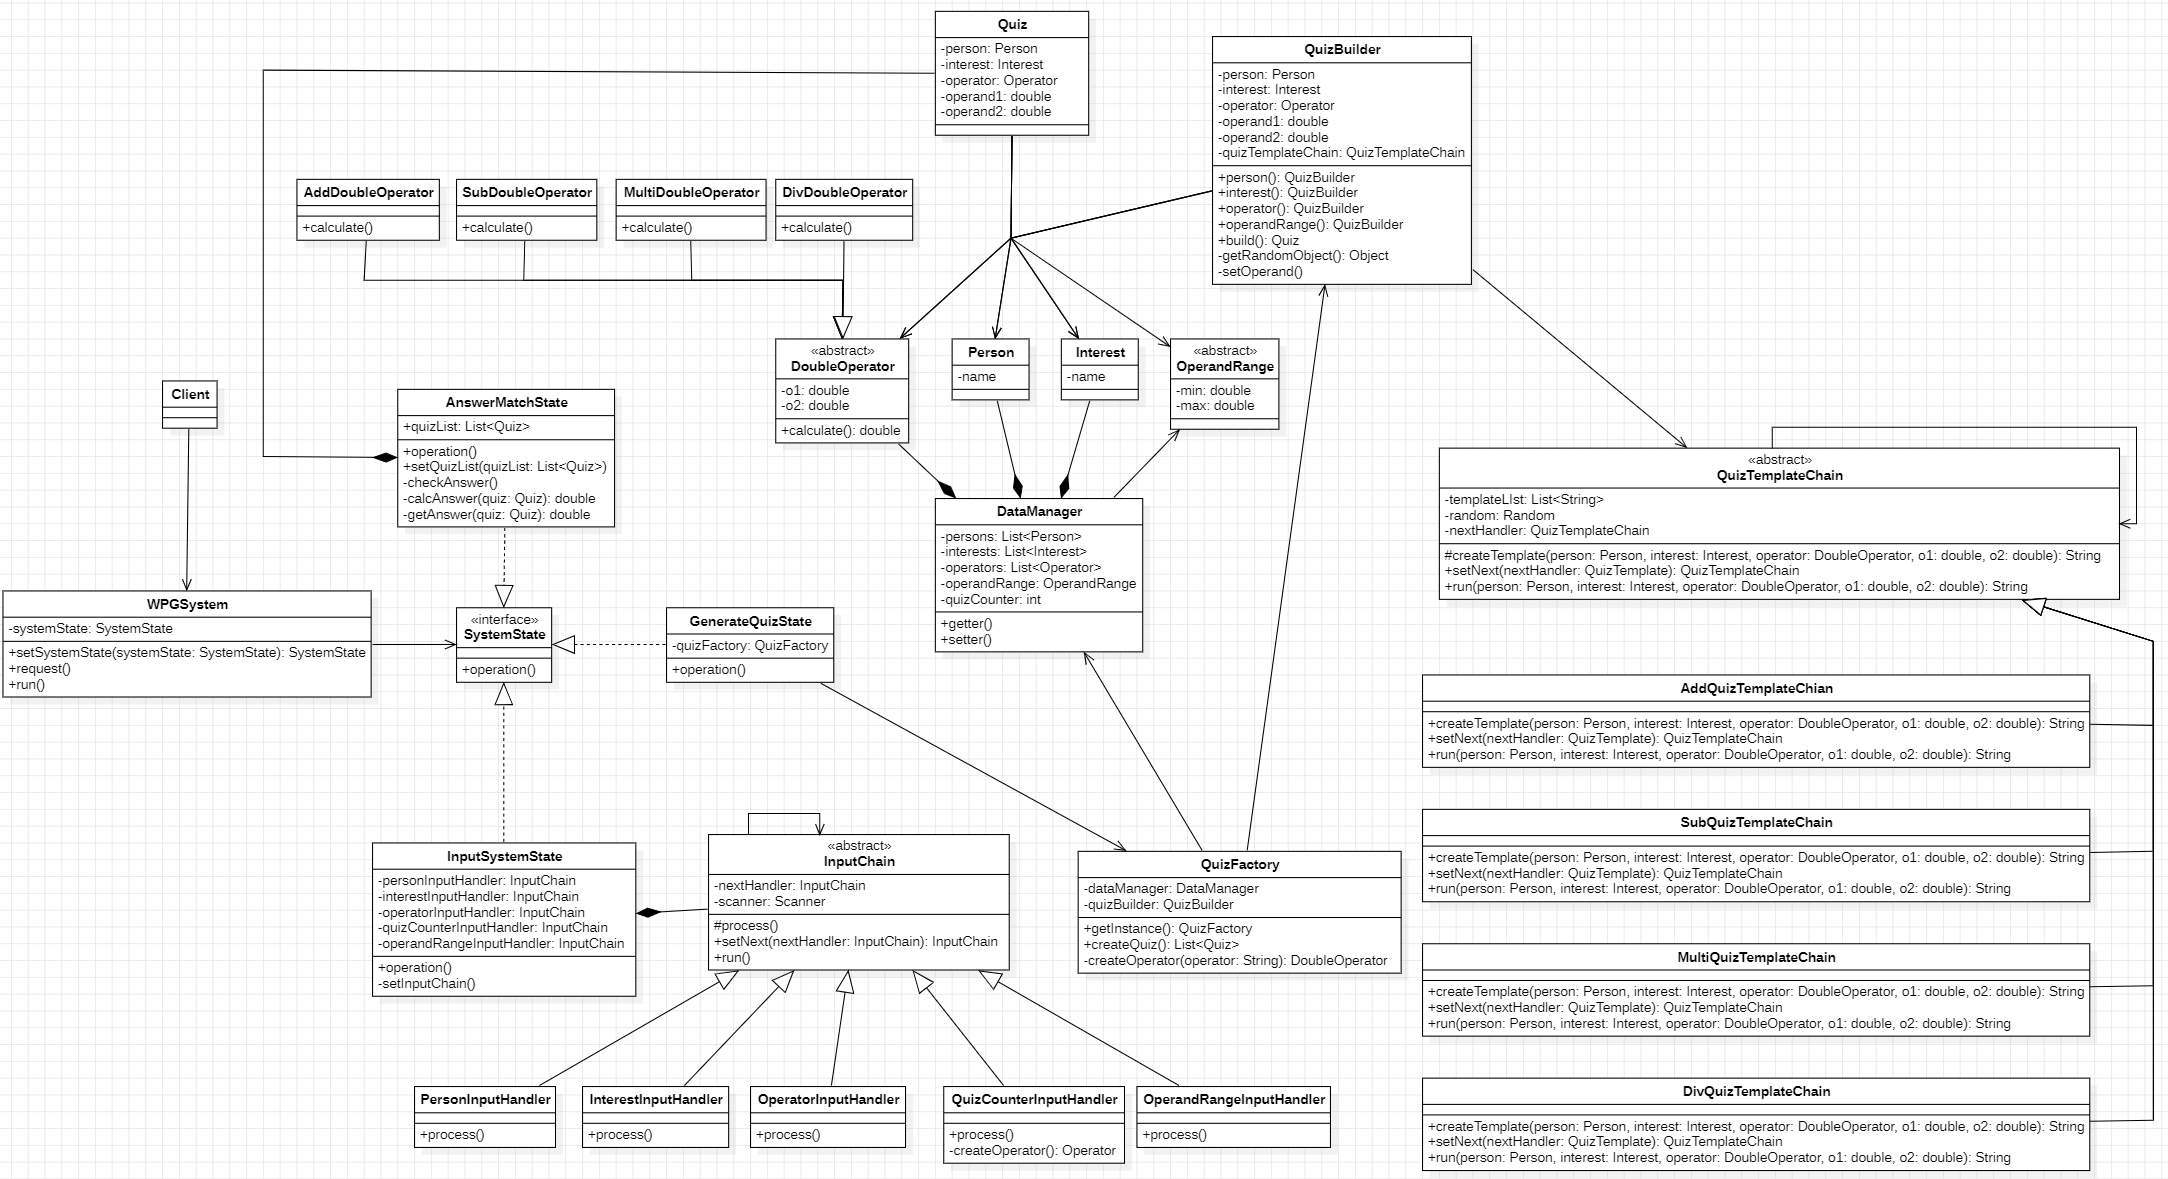 Quiz
-person: Person
-interest: Interest
-operator: Operator
-operand1: double
-operand2: double
QuizBuilder
-person: Person
-interest: Interest
-operator: Operator
-operand1: double
-operand2: double
-quizTemplateChain: QuizTemplateChain
+person(): QuizBuilder
+interest(): QuizBuilder
+operator(): QuizBuilder
+operandRange(): QuizBuilder
+build(): Quiz
-getRandomObject(): Object
-setOperand()
AddDoubleOperator
+calculate()
SubDoubleOperator
+calculate()
MultiDoubleOperator
+calculate()
DivDoubleOperator
+calculate()
«abstract»
DoubleOperator
-o1: double
-o2: double
+calculate(): double
Person
-name
Interest
-name
«abstract»
OperandRange
-min: double
-max: double
Client
AnswerMatchState
+quizList: List<Quiz>
+operation()
+setQuizList(quizList: List<Quiz>)
-checkAnswer()
-calcAnswer(quiz: Quiz): double
-getAnswer(quiz: Quiz): double
«abstract»
QuizTemplateChain
-templateLIst: List<String>
-random: Random
-nextHandler: QuizTemplateChain
#createTemplate(person: Person, interest: Interest, operator: DoubleOperator, o1: double, o2: double): String
+setNext(nextHandler: QuizTemplate): QuizTemplateChain
+run(person: Person, interest: Interest, operator: DoubleOperator, o1: double, o2: double): String
DataManager
-persons: List<Person>
-interests: List<Interest>
-operators: List<Operator>
-operandRange: OperandRange
-quizCounter: int
+getter()
+setter()
WPGSystem
-systemState: SystemState
+setSystemState(systemState: SystemState): SystemState
+request()
+run()
«interface»
SystemState
+operation()
GenerateQuizState
-quizFactory: QuizFactory
+operation()
AddQuizTemplateChian
+createTemplate(person: Person, interest: Interest, operator: DoubleOperator, o1: double, o2: double): String
+setNext(nextHandler: QuizTemplate): QuizTemplateChain
+run(person: Person, interest: Interest, operator: DoubleOperator, o1: double, o2: double): String
SubQuizTemplateChain
+createTemplate(person: Person, interest: Interest, operator: DoubleOperator, o1: double, o2: double): String
+setNext(nextHandler: QuizTemplate): QuizTemplateChain
+run(person: Person, interest: Interest, operator: DoubleOperator, o1: double, o2: double): String
InputSystemState
-personInputHandler: InputChain
-interestInputHandler: InputChain
-operatorInputHandler: InputChain
-quizCounterInputHandler: InputChain
-operandRangeInputHandler: InputChain
+operation()
-setInputChain()
«abstract»
InputChain
-nextHandler: InputChain
-scanner: Scanner
#process()
+setNext(nextHandler: InputChain): InputChain
+run()
QuizFactory
-dataManager: DataManager
-quizBuilder: QuizBuilder
+getInstance(): QuizFactory
+createQuiz(): List<Quiz>
-createOperator(operator: String): DoubleOperator
MultiQuizTemplateChain
+createTemplate(person: Person, interest: Interest, operator: DoubleOperator, o1: double, o2: double): String
+setNext(nextHandler: QuizTemplate): QuizTemplateChain
+run(person: Person, interest: Interest, operator: DoubleOperator, o1: double, o2: double): String
PersonInputHandler
+process()
InterestInputHandler
+process()
OperatorInputHandler
+process()
QuizCounterInputHandler
+process()
-createOperator(): Operator
OperandRangeInputHandler
+process()
DivQuizTemplateChain
+createTemplate(person: Person, interest: Interest, operator: DoubleOperator, o1: double, o2: double): String
+setNext(nextHandler: QuizTemplate): QuizTemplateChain
+run(person: Person, interest: Interest, operator: DoubleOperator, o1: double, o2: double): String